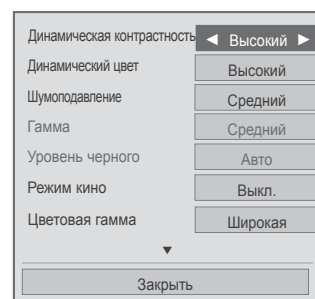 Динамическая контрастность ◄ Высокий ►
Динамический цвет Высокий
Шумоподавление Средний
Гамма Средний
Уровень черного Авто
Режим кино Выкл.
Цветовая гамма Широкая
▼
Закрыть